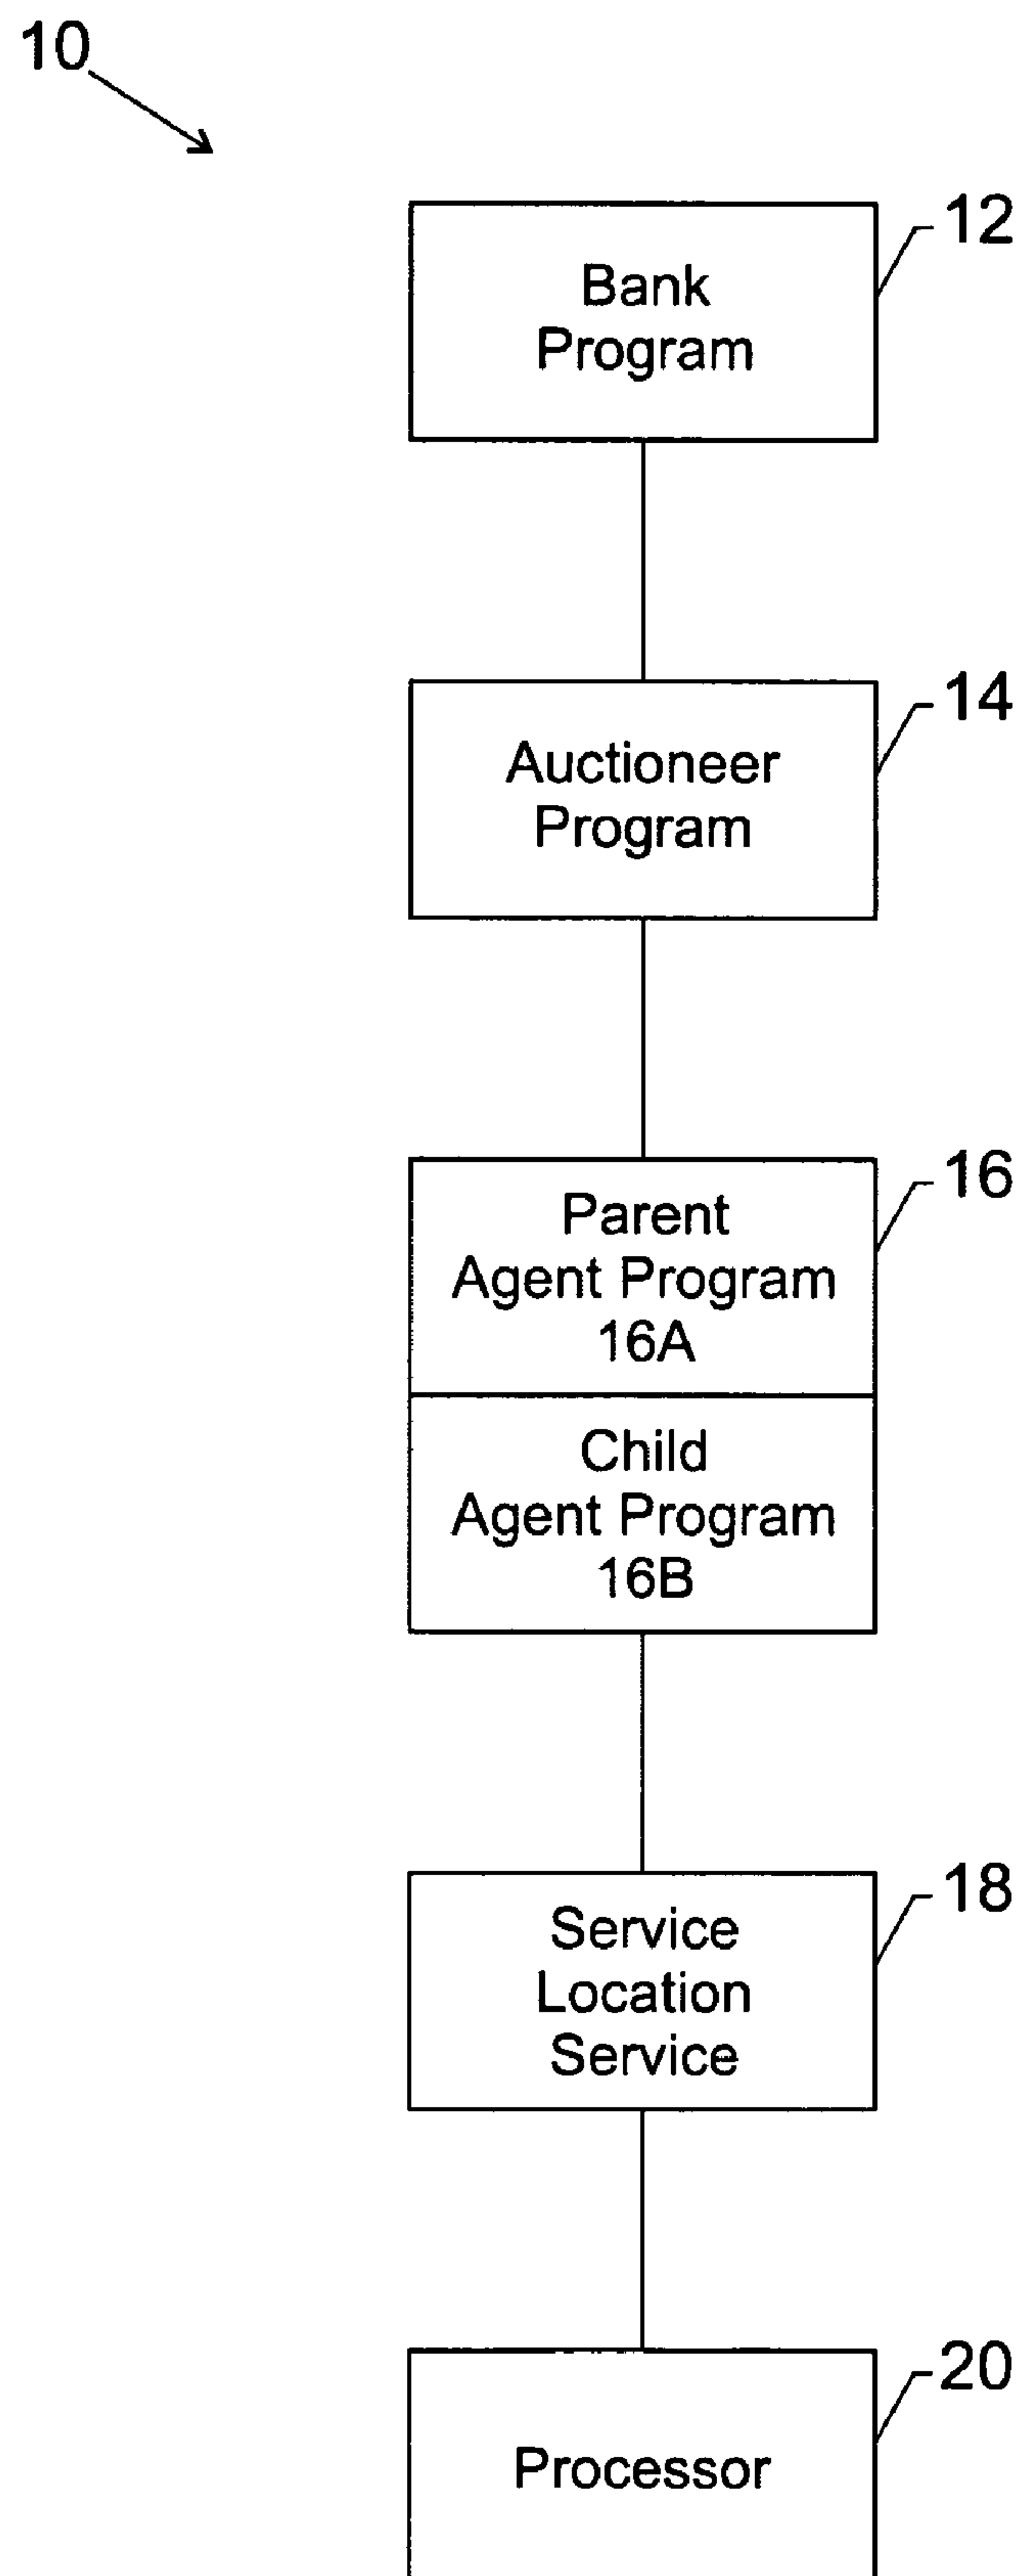 10
12
Bank
Program
14
Auctioneer
Program
16
Parent
Agent Program
16A
Child
Agent Program
16B
18
Service
Location
Service
20
Processor